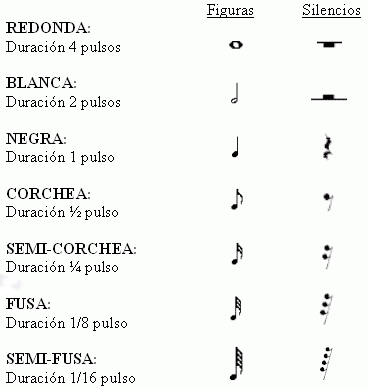 Figuras Silencios
REDONDA:
Duración 4 pulsos
BLANCA:
Duración 2 pulsos
NEGRA:
Duración 1 pulso
CORCHEA:
Duración ½ pulso
SEMI-CORCHEA:
Duración ¼ pulso
FUSA:
Duración 1/8 pulso
SEMI-FUSA:
Duración 1/16 pulso